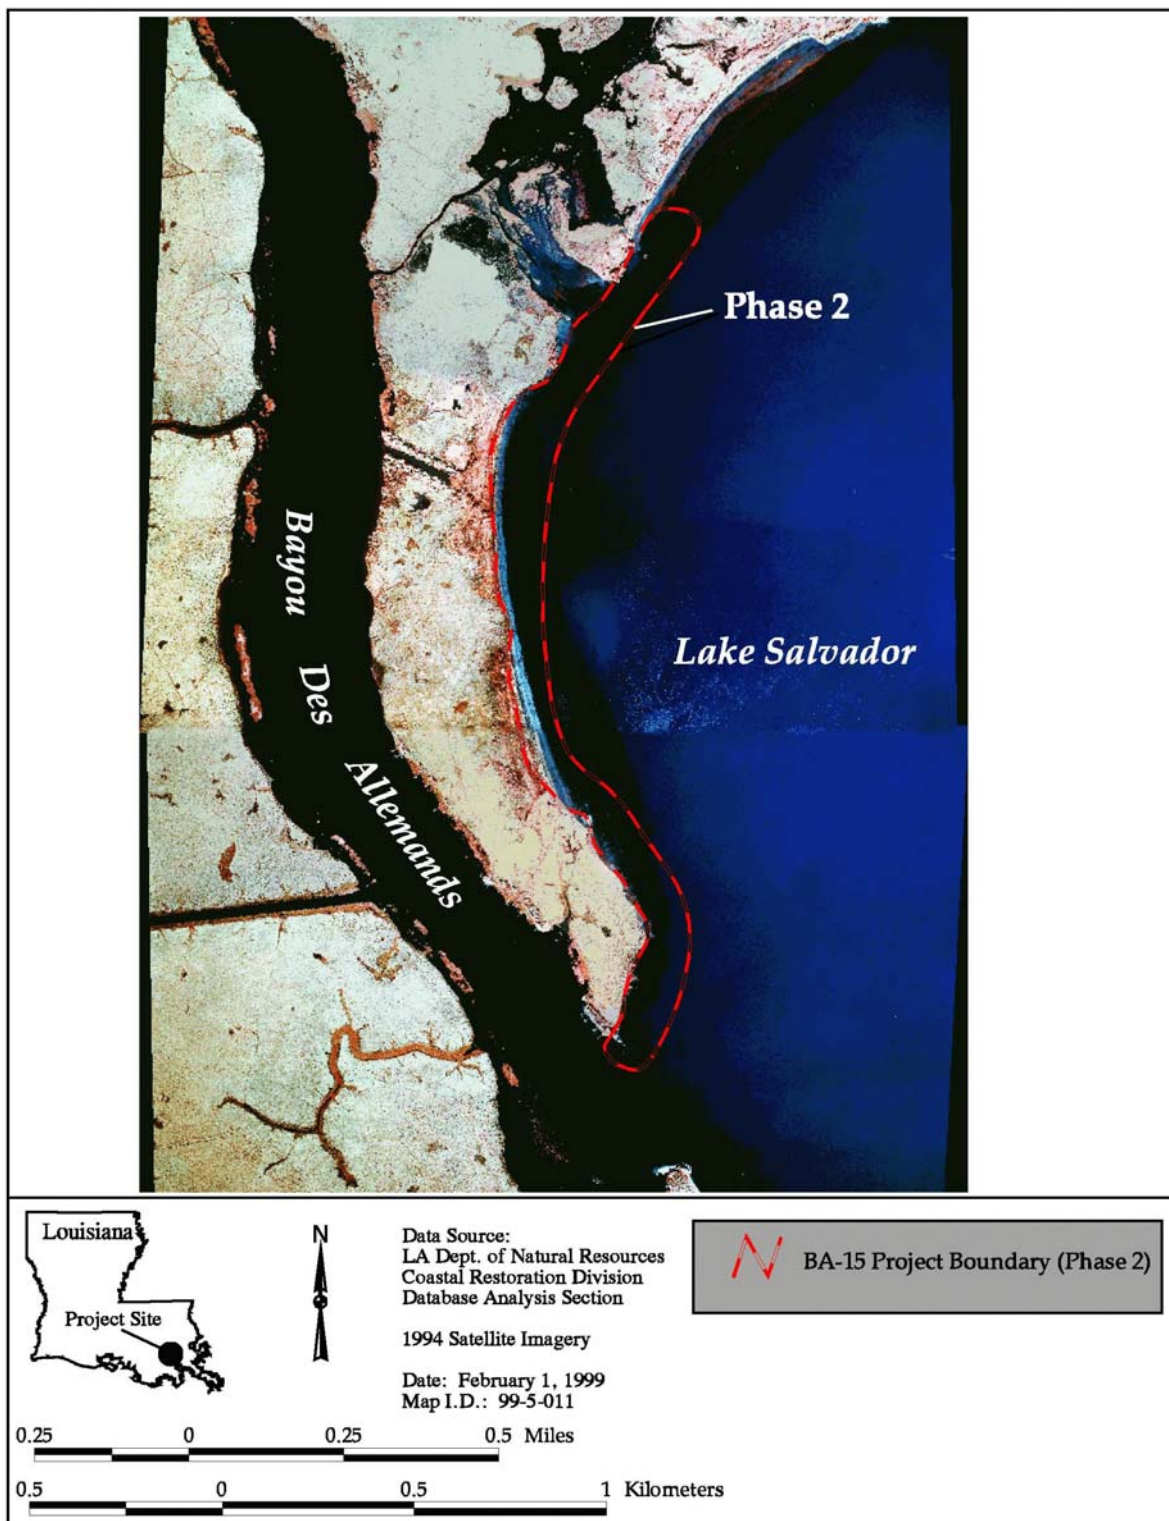 Phase 2
Bayou
Des
Allemands
Lake Salvador
Louisiana
Project Site
N
Data Source:
LA Dept. of Natural Resources
Coastal Restoration Division
Database Analysis Section
1994 Satellite Imagery
Date: February 1, 1999
Map I.D.: 99-5-011
BA-15 Project Boundary (Phase 2)
0.25 0 0.25 0.5 Miles
0.5 0 0.5 1 Kilometers